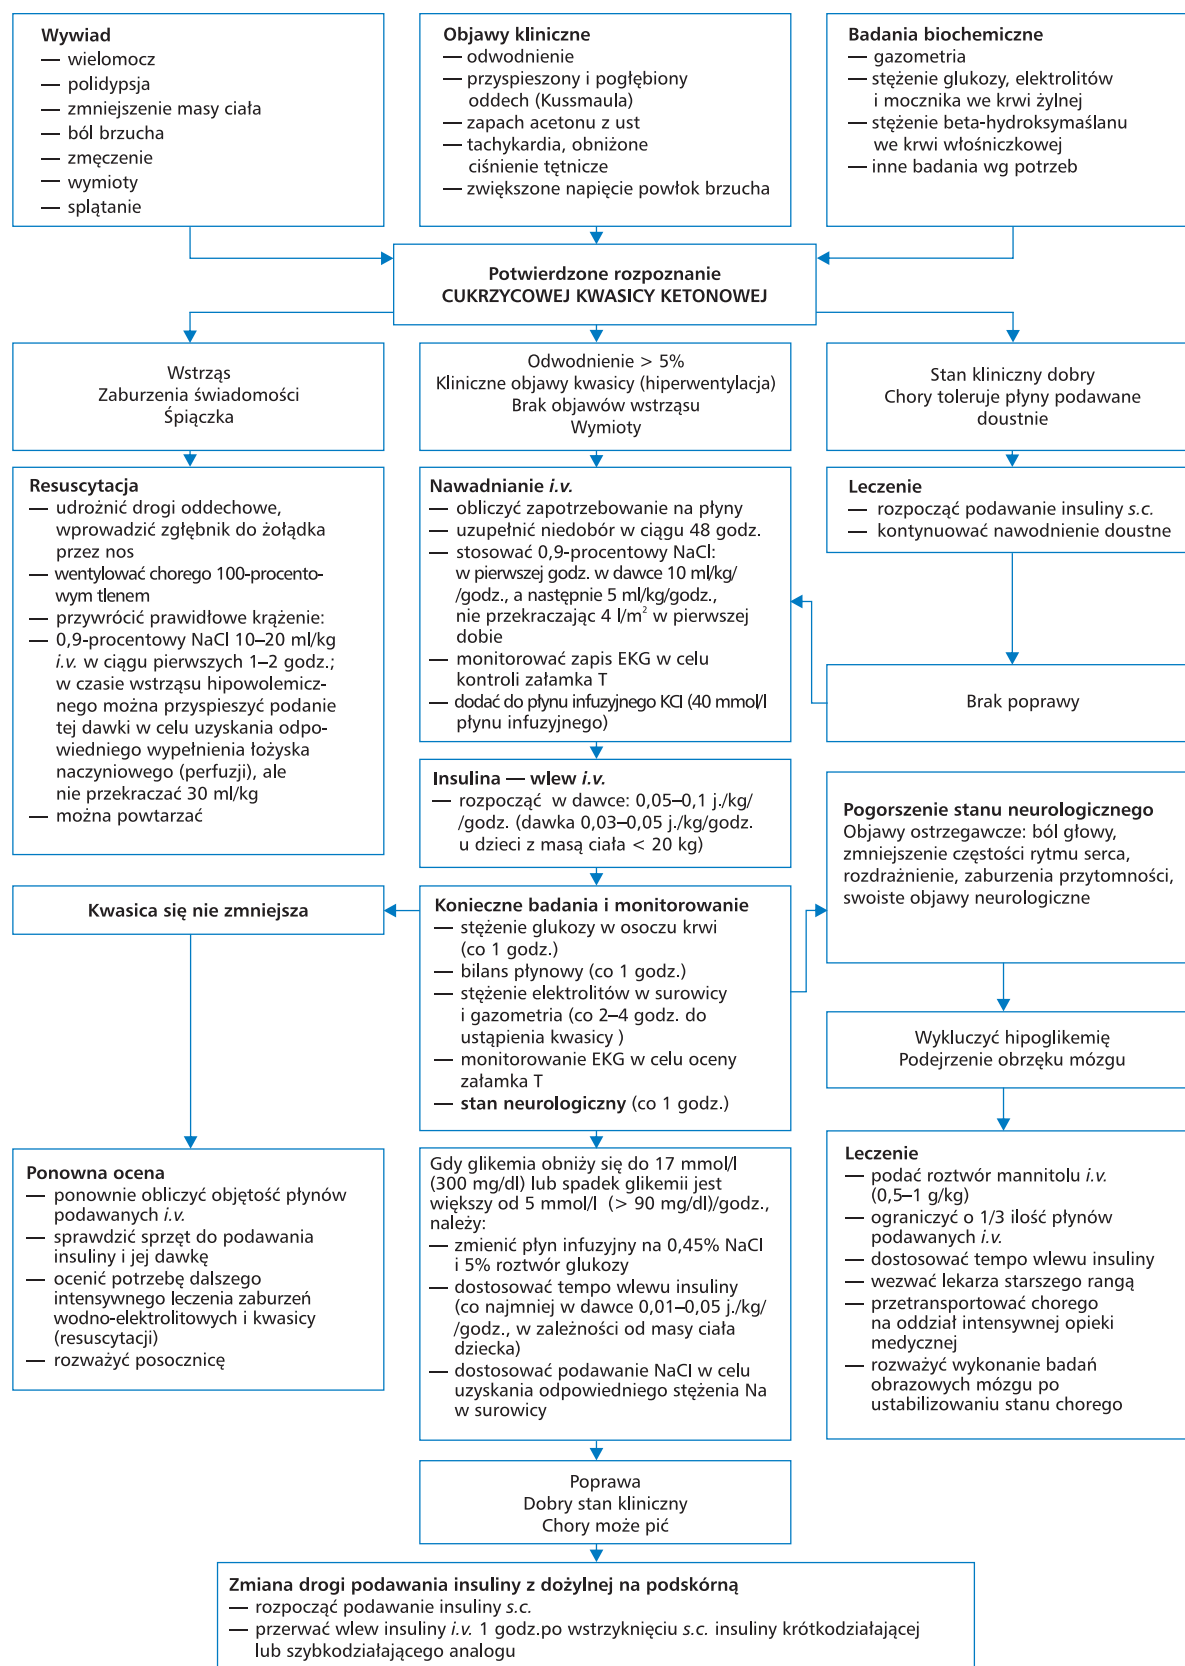 Wywiad
— wielomocz
— polidypsja
— zmniejszenie masy ciała
— ból brzucha
— zmęczenie
— wymioty
— splątanie
Objawy kliniczne
— odwodnienie
— przyspieszony i pogłębiony
oddech (Kussmaula)
— zapach acetonu z ust
— tachykardia, obniżone
ciśnienie tętnicze
— zwiększone napięcie powłok brzucha
Badania biochemiczne
— gazometria
— stężenie glukozy, elektrolitów
i mocznika we krwi żylnej
— stężenie beta-hydroksymaślanu
we krwi włośniczkowej
— inne badania wg potrzeb
Potwierdzone rozpoznanie
CUKRZYCOWEJ KWASICY KETONOWEJ
Wstrząs
Zaburzenia świadomości
Śpiączka
Odwodnienie > 5%
Kliniczne objawy kwasicy (hiperwentylacja)
Brak objawów wstrząsu
Wymioty
Stan kliniczny dobry
Chory toleruje płyny podawane
doustnie
Resuscytacja
— udrożnić drogi oddechowe,
wprowadzić zgłębnik do żołądka
przez nos
— wentylować chorego 100-procento-
wym tlenem
— przywrócić prawidłowe krążenie:
— 0,9-procentowy NaCl 10–20 ml/kg
i.v. w ciągu pierwszych 1–2 godz.;
w czasie wstrząsu hipowolemicz-
nego można przyspieszyć podanie
tej dawki w celu uzyskania odpo-
wiedniego wypełnienia łożyska
naczyniowego (perfuzji), ale
nie przekraczać 30 ml/kg
— można powtarzać
Nawadnianie i.v.
— obliczyć zapotrzebowanie na płyny
— uzupełnić niedobór w ciągu 48 godz.
— stosować 0,9-procentowy NaCl:
w pierwszej godz. w dawce 10 ml/kg/
/godz., a następnie 5 ml/kg/godz.,
nie przekraczając 4 l/m² w pierwszej
dobie
— monitorować zapis EKG w celu
kontroli załamka T
— dodać do płynu infuzyjnego KCl (40 mmol/l
płynu infuzyjnego)
Leczenie
— rozpocząć podawanie insuliny s.c.
— kontynuować nawodnienie doustne
Brak poprawy
Insulina — wlew i.v.
— rozpocząć w dawce: 0,05–0,1 j./kg/
/godz. (dawka 0,03–0,05 j./kg/godz.
u dzieci z masą ciała < 20 kg)
Pogorszenie stanu neurologicznego
Objawy ostrzegawcze: ból głowy,
zmniejszenie częstości rytmu serca,
rozdrażnienie, zaburzenia przytomności,
swoiste objawy neurologiczne
Kwasica się nie zmniejsza
Konieczne badania i monitorowanie
— stężenie glukozy w osoczu krwi
(co 1 godz.)
— bilans płynowy (co 1 godz.)
— stężenie elektrolitów w surowicy
i gazometria (co 2–4 godz. do
ustąpienia kwasicy )
— monitorowanie EKG w celu oceny
załamka T
— stan neurologiczny (co 1 godz.)
Wykluczyć hipoglikemię
Podejrzenie obrzęku mózgu
Ponowna ocena
— ponownie obliczyć objętość płynów
podawanych i.v.
— sprawdzić sprzęt do podawania
insuliny i jej dawkę
— ocenić potrzebę dalszego
intensywnego leczenia zaburzeń
wodno-elektrolitowych i kwasicy
(resuscytacji)
— rozważyć posocznicę
Gdy glikemia obniży się do 17 mmol/l
(300 mg/dl) lub spadek glikemii jest
większy od 5 mmol/l (> 90 mg/dl)/godz.,
należy:
— zmienić płyn infuzyjny na 0,45% NaCl
i 5% roztwór glukozy
— dostosować tempo wlewu insuliny
(co najmniej w dawce 0,01–0,05 j./kg/
/godz., w zależności od masy ciała
dziecka)
— dostosować podawanie NaCl w celu
uzyskania odpowiedniego stężenia Na
w surowicy
Leczenie
— podać roztwór mannitolu i.v.
(0,5–1 g/kg)
— ograniczyć o 1/3 ilość płynów
podawanych i.v.
— dostosować tempo wlewu insuliny
— wezwać lekarza starszego rangą
— przetransportować chorego
na oddział intensywnej opieki
medycznej
— rozważyć wykonanie badań
obrazowych mózgu po
ustabilizowaniu stanu chorego
Poprawa
Dobry stan kliniczny
Chory może pić
Zmiana drogi podawania insuliny z dożylnej na podskórną
— rozpocząć podawanie insuliny s.c.
— przerwać wlew insuliny i.v. 1 godz.po wstrzyknięciu s.c. insuliny krótkodziałającej
lub szybkodziałającego analogu